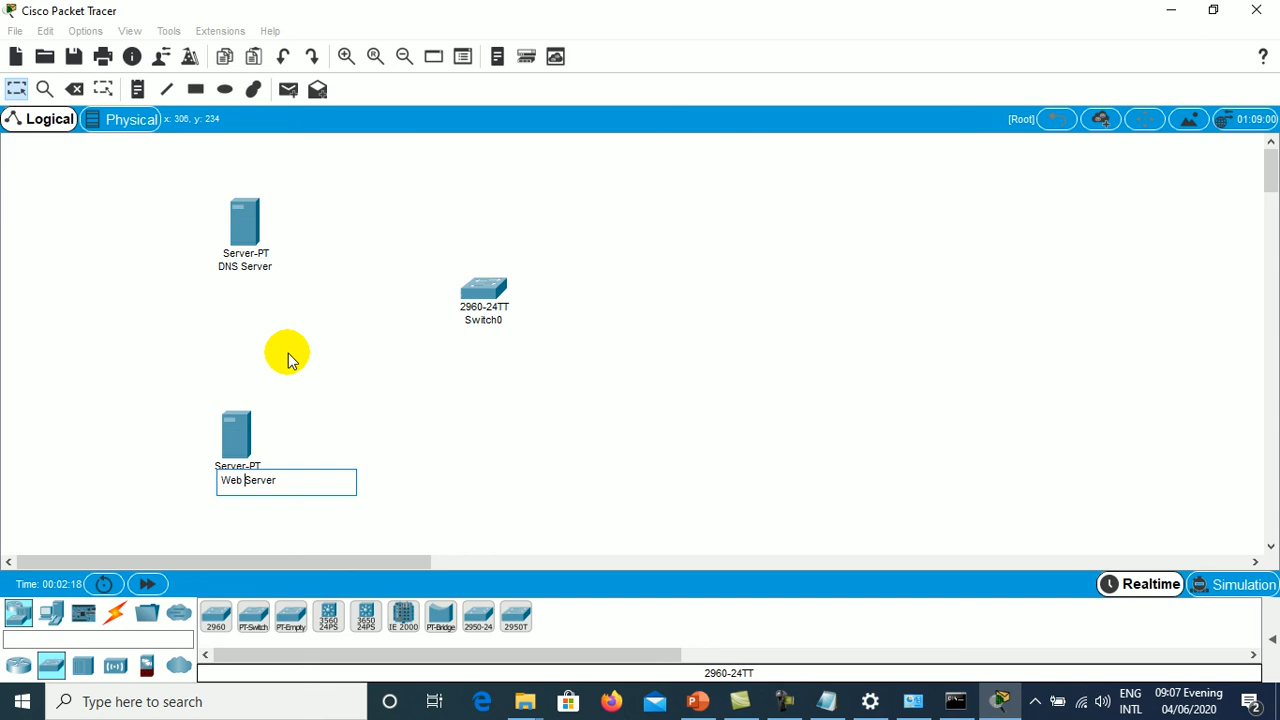 Cisco Packet Tracer
File Edit Options View Tools Extensions Help
Logical Physical x: 306, y: 234 [Root] 01:09:00
Server-PT
DNS Server
2960-24TT
Switch0
Server-PT
Web Server
Time: 00:02:18 Realtime Simulation
2960 PT-Switch PT-Empty 3560 24PS 3650 24PS IE 2000 PT-Bridge 2950-24 2950T
2960-24TT
Type here to search
ENG 09:07 Evening
INTL 04/06/2020 2